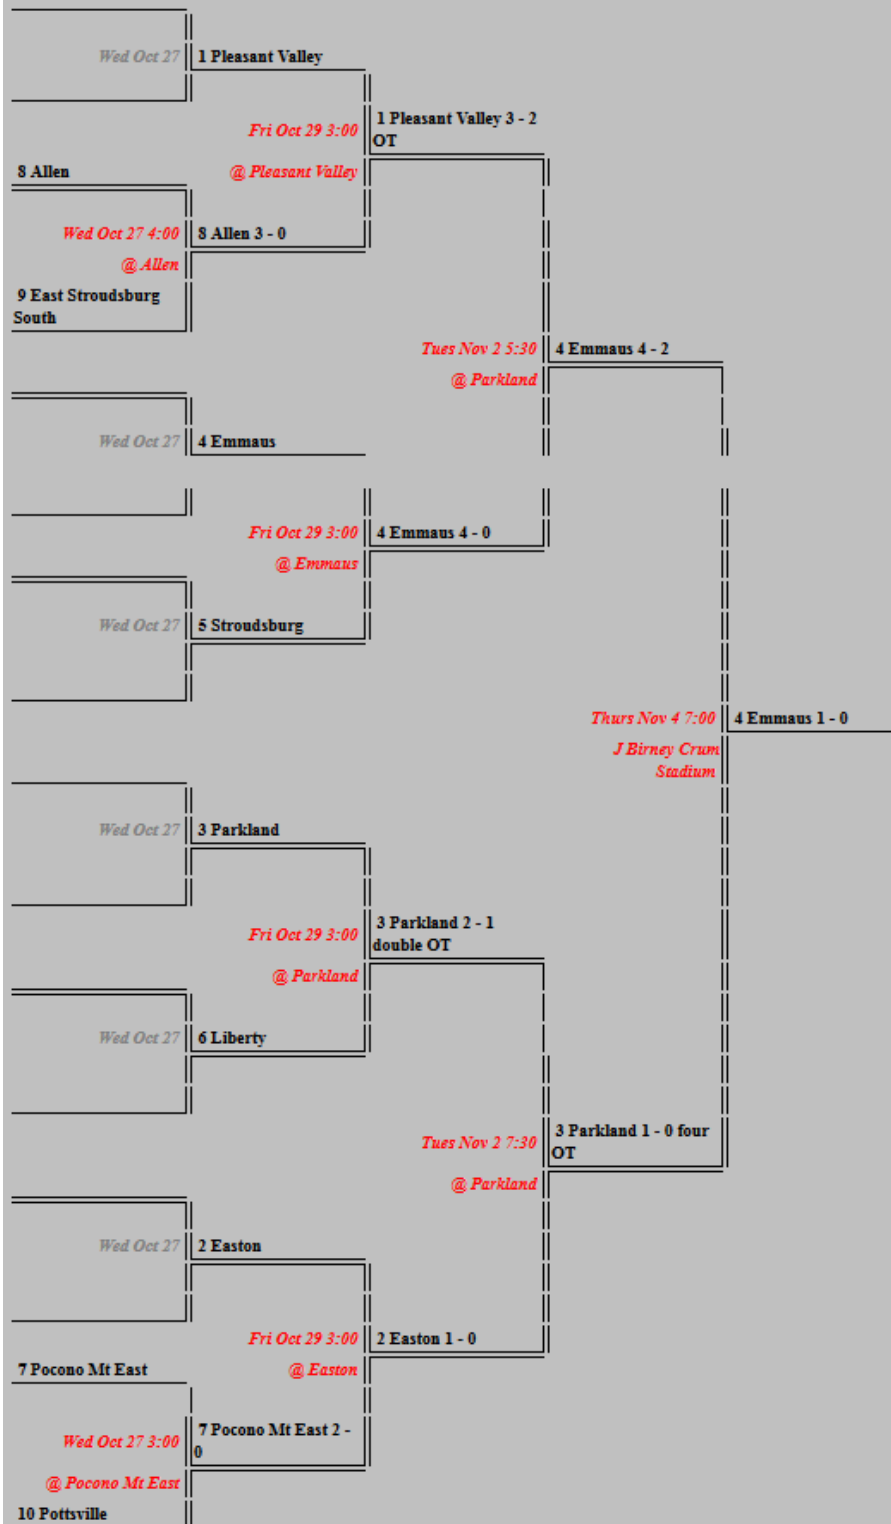 Wed Oct 27
1 Pleasant Valley
1 Pleasant Valley 3 - 2
OT
Fri Oct 29 3:00
@ Pleasant Valley
8 Allen
Wed Oct 27 4:00
8 Allen 3 - 0
@ Allen
9 East Stroudsburg
South
Tues Nov 2 5:30
4 Emmaus 4 - 2
@ Parkland
Wed Oct 27
4 Emmaus
Fri Oct 29 3:00
4 Emmaus 4 - 0
@ Emmaus
Wed Oct 27
5 Stroudsburg
Thurs Nov 4 7:00
4 Emmaus 1 - 0
J Birney Crum
Stadium
Wed Oct 27
3 Parkland
3 Parkland 2 - 1
double OT
Fri Oct 29 3:00
@ Parkland
Wed Oct 27
6 Liberty
Tues Nov 2 7:30
3 Parkland 1 - 0 four
OT
@ Parkland
Wed Oct 27
2 Easton
Fri Oct 29 3:00
2 Easton 1 - 0
@ Easton
7 Pocono Mt East
Wed Oct 27 3:00
7 Pocono Mt East 2 -
0
@ Pocono Mt East
10 Pottsville